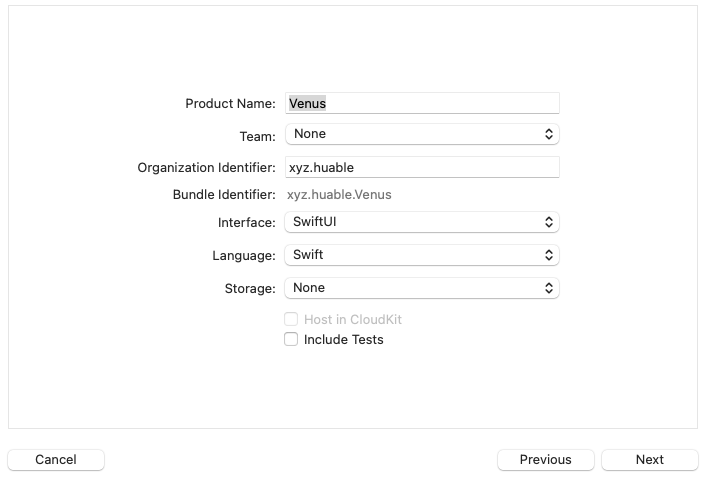 Product Name: Venus
Team: None
Organization Identifier: xyz.huable
Bundle Identifier: xyz.huable.Venus
Interface: SwiftUI
Language: Swift
Storage: None
Host in CloudKit
Include Tests
Cancel Previous Next